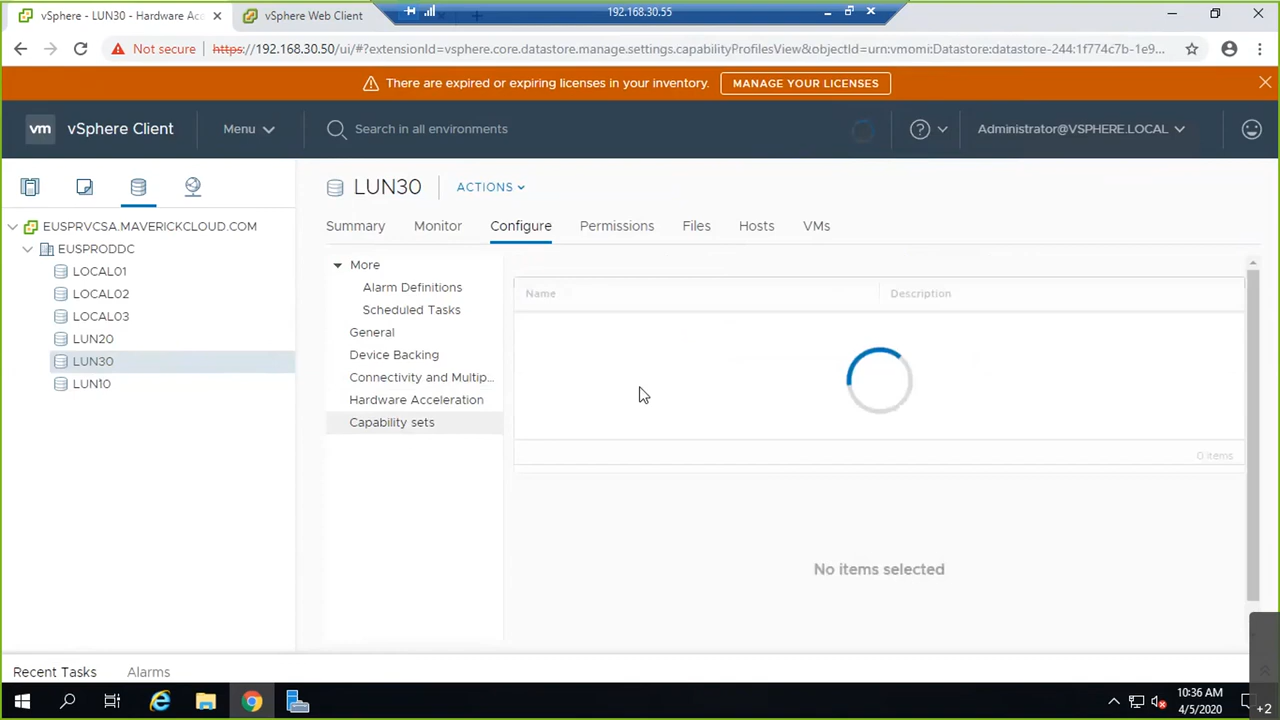 vSphere - LUN30 - Hardware Acc
vSphere Web Client
192.168.30.55
Not secure
https://192.168.30.50/ui/#?extensionId=vsphere.core.datastore.manage.settings.capabilityProfilesView&objectId=urn:vmomi:Datastore:datastore-244:1f774c7b-1e9...
There are expired or expiring licenses in your inventory.
MANAGE YOUR LICENSES
vm
vSphere Client
Menu
Search in all environments
Administrator@VSPHERE.LOCAL
LUN30
ACTIONS
Summary
Monitor
Configure
Permissions
Files
Hosts
VMs
EUSPRVCSA.MAVERICKCLOUD.COM
EUSPRODDC
LOCAL01
LOCAL02
LOCAL03
LUN20
LUN30
LUN10
More
Alarm Definitions
Scheduled Tasks
General
Device Backing
Connectivity and Multip...
Hardware Acceleration
Capability sets
Name
Description
0 items
No items selected
Recent Tasks
Alarms
10:36 AM
4/5/2020
+2